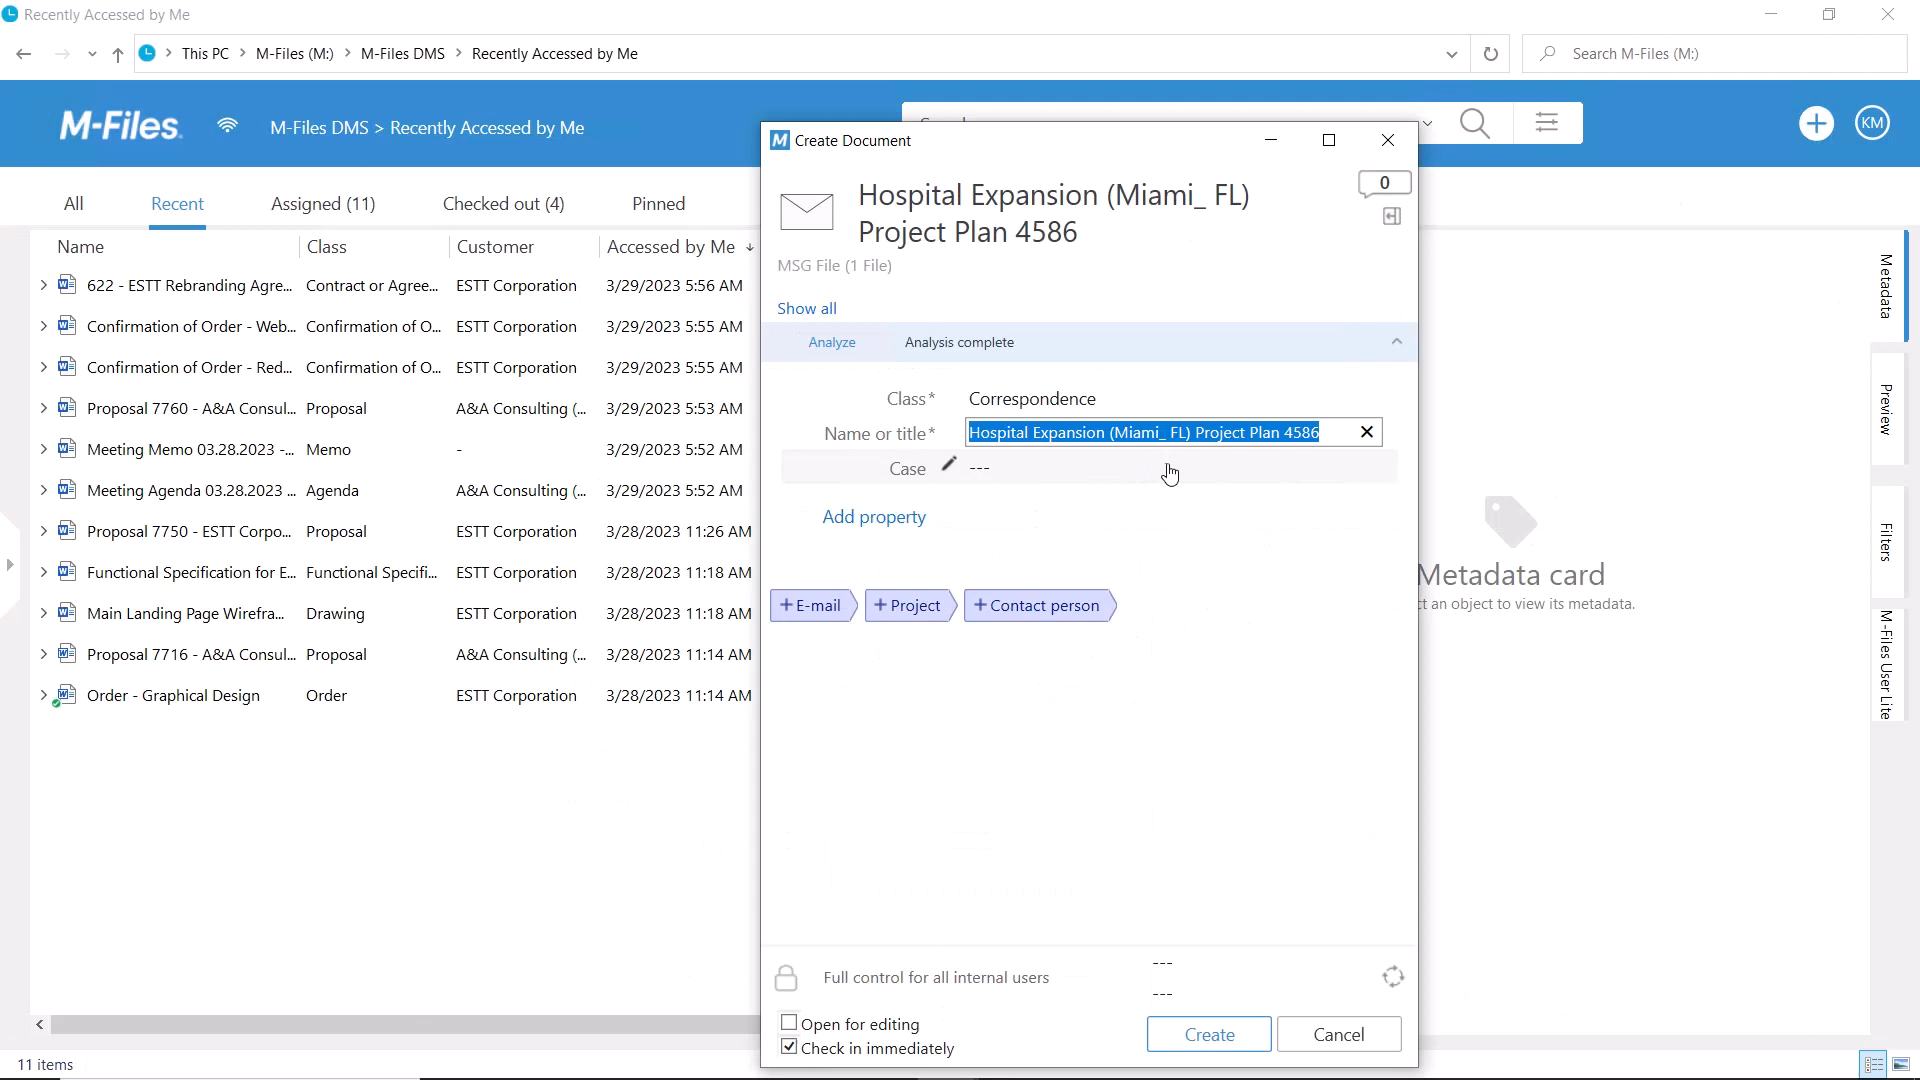 Recently Accessed by Me
This PC > M-Files (M:) > M-Files DMS > Recently Accessed by Me
Search M-Files (M:)
M-Files.
M-Files DMS > Recently Accessed by Me
KM
All Recent Assigned (11) Checked out (4) Pinned
Name Class Customer Accessed by Me
622 - ESTT Rebranding Agre... Contract or Agree... ESTT Corporation 3/29/2023 5:56 AM
Confirmation of Order - Web... Confirmation of O... ESTT Corporation 3/29/2023 5:55 AM
Confirmation of Order - Red... Confirmation of O... ESTT Corporation 3/29/2023 5:55 AM
Proposal 7760 - A&A Consul... Proposal A&A Consulting (... 3/29/2023 5:53 AM
Meeting Memo 03.28.2023 -... Memo - 3/29/2023 5:52 AM
Meeting Agenda 03.28.2023 ... Agenda A&A Consulting (... 3/29/2023 5:52 AM
Proposal 7750 - ESTT Corpo... Proposal ESTT Corporation 3/28/2023 11:26 AM
Functional Specification for E... Functional Specifi... ESTT Corporation 3/28/2023 11:18 AM
Main Landing Page Wirefra... Drawing ESTT Corporation 3/28/2023 11:18 AM
Proposal 7716 - A&A Consul... Proposal A&A Consulting (... 3/28/2023 11:14 AM
Order - Graphical Design Order ESTT Corporation 3/28/2023 11:14 AM
11 items
M Create Document
Hospital Expansion (Miami_ FL)
Project Plan 4586
0
MSG File (1 File)
Show all
Analyze Analysis complete
Class* Correspondence
Name or title* Hospital Expansion (Miami_ FL) Project Plan 4586
Case ---
Add property
+ E-mail + Project + Contact person
---
Full control for all internal users
---
Open for editing
Check in immediately
Create Cancel
Metadata card
ct an object to view its metadata.
Metadata
Preview
Filters
M-Files User Lite